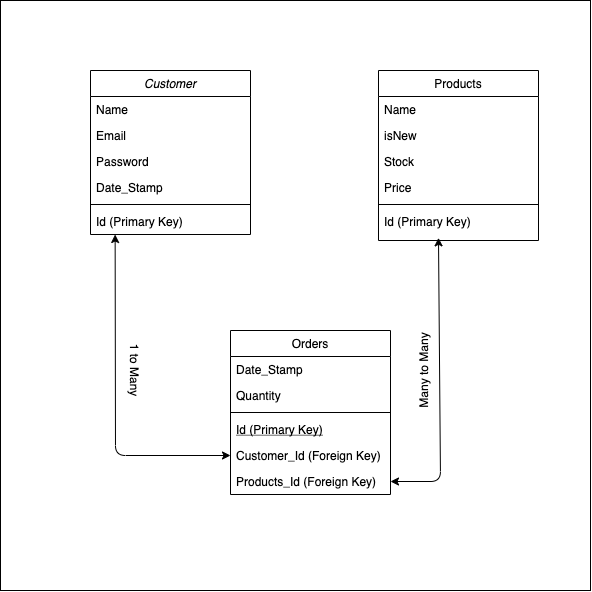 Customer
Name
Email
Password
Date_Stamp
Id (Primary Key)
Products
Name
isNew
Stock
Price
Id (Primary Key)
1 to Many
Many to Many
Orders
Date_Stamp
Quantity
Id (Primary Key)
Customer_Id (Foreign Key)
Products_Id (Foreign Key)